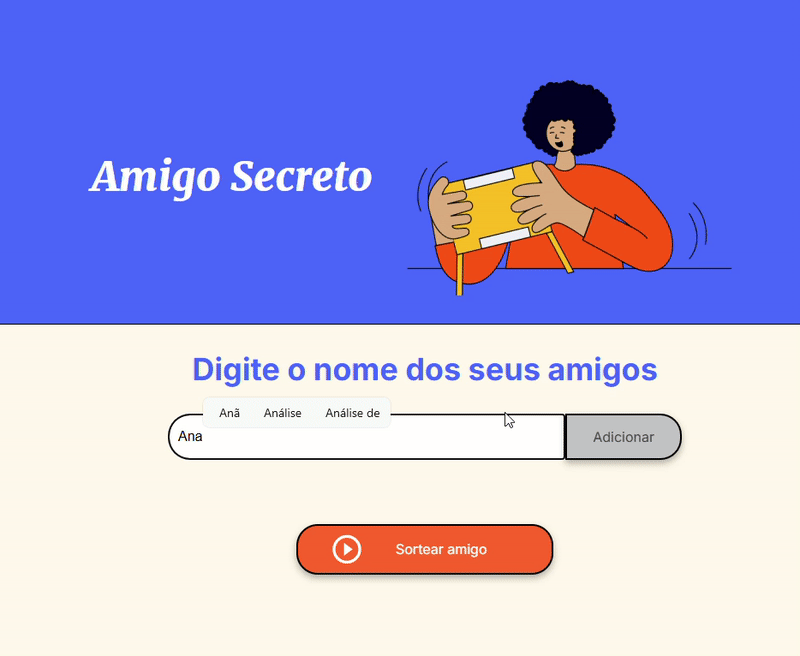 Amigo Secreto
Digite o nome dos seus amigos
Anã Análise Análise de
Ana
Adicionar
Sortear amigo